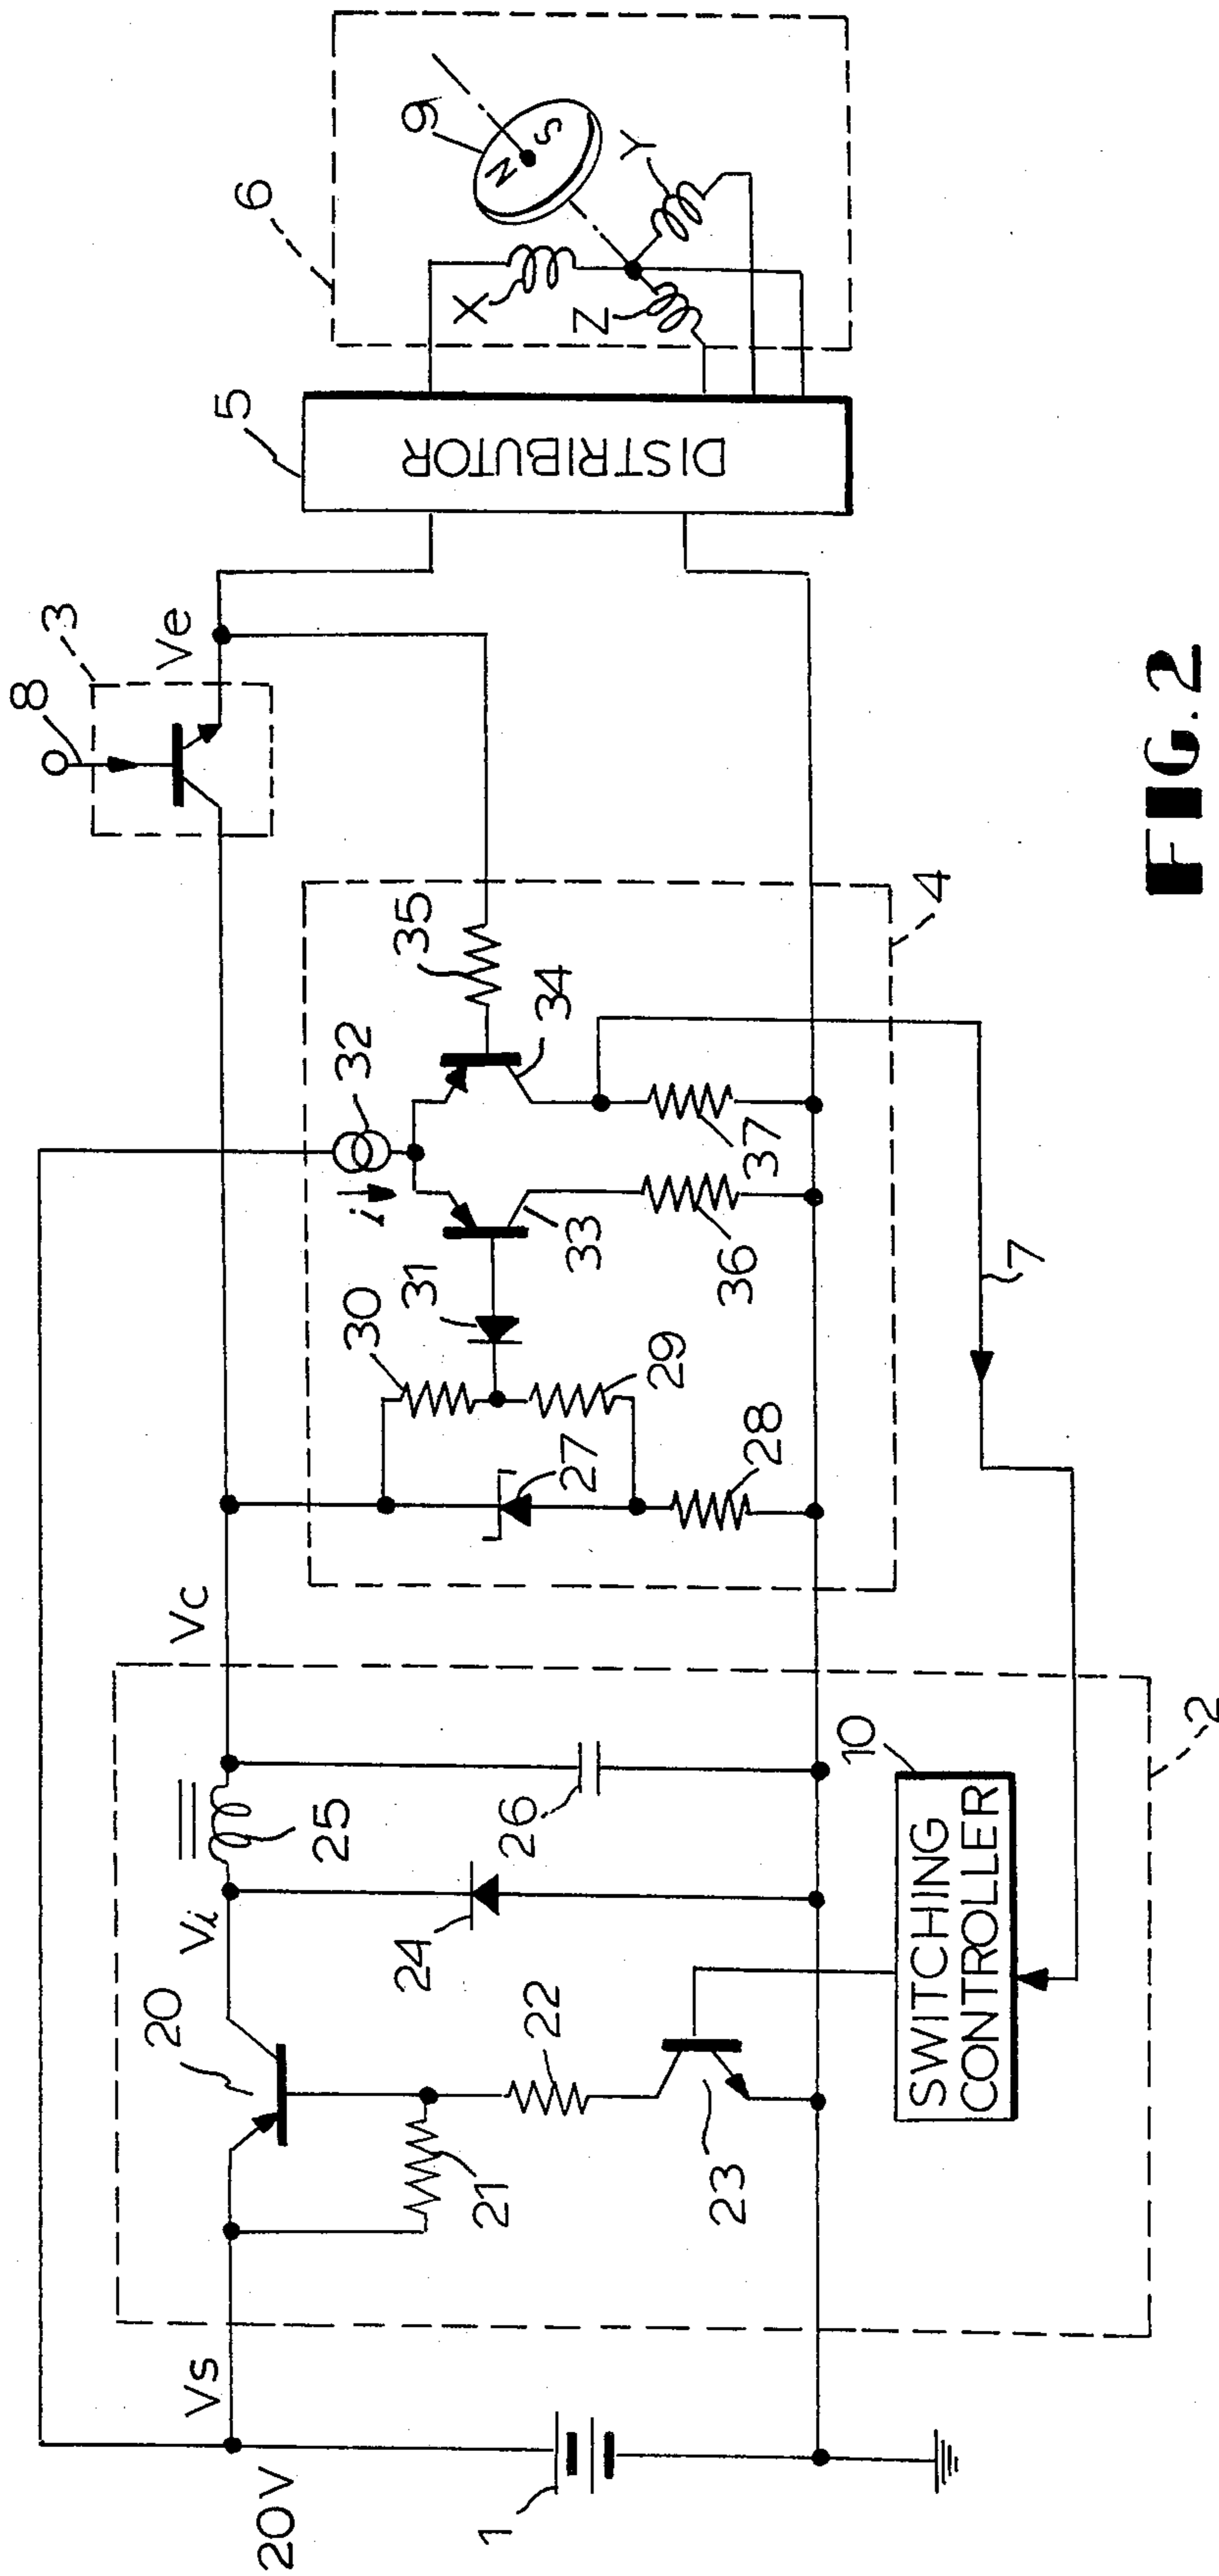 8
3
Ve
6
9
N
S
X
Y
Z
5
DISTRIBUTOR
32
i
35
34
30
31
33
29
27
28
36
37
4
7
Vc
Vi
Vs
20V
20
25
21
22
24
26
23
10
SWITCHING
CONTROLLER
2
1
FIG. 2